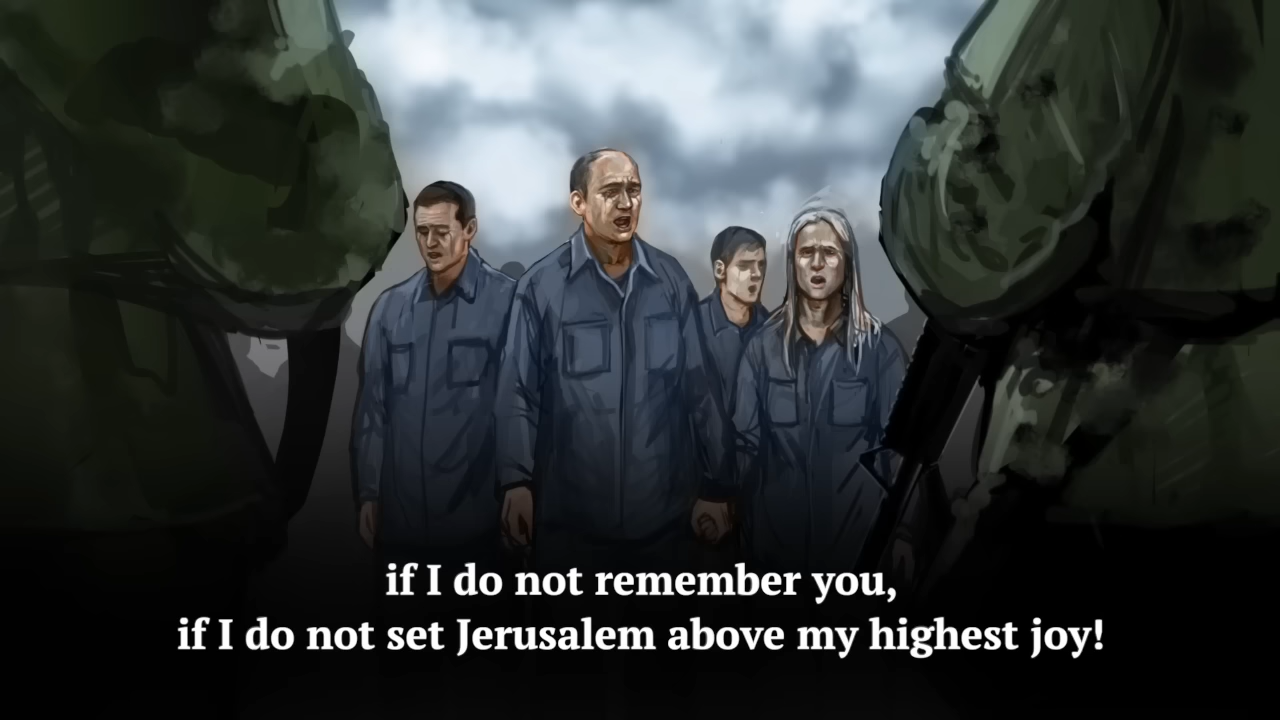 if I do not remember you,
if I do not set Jerusalem above my highest joy!